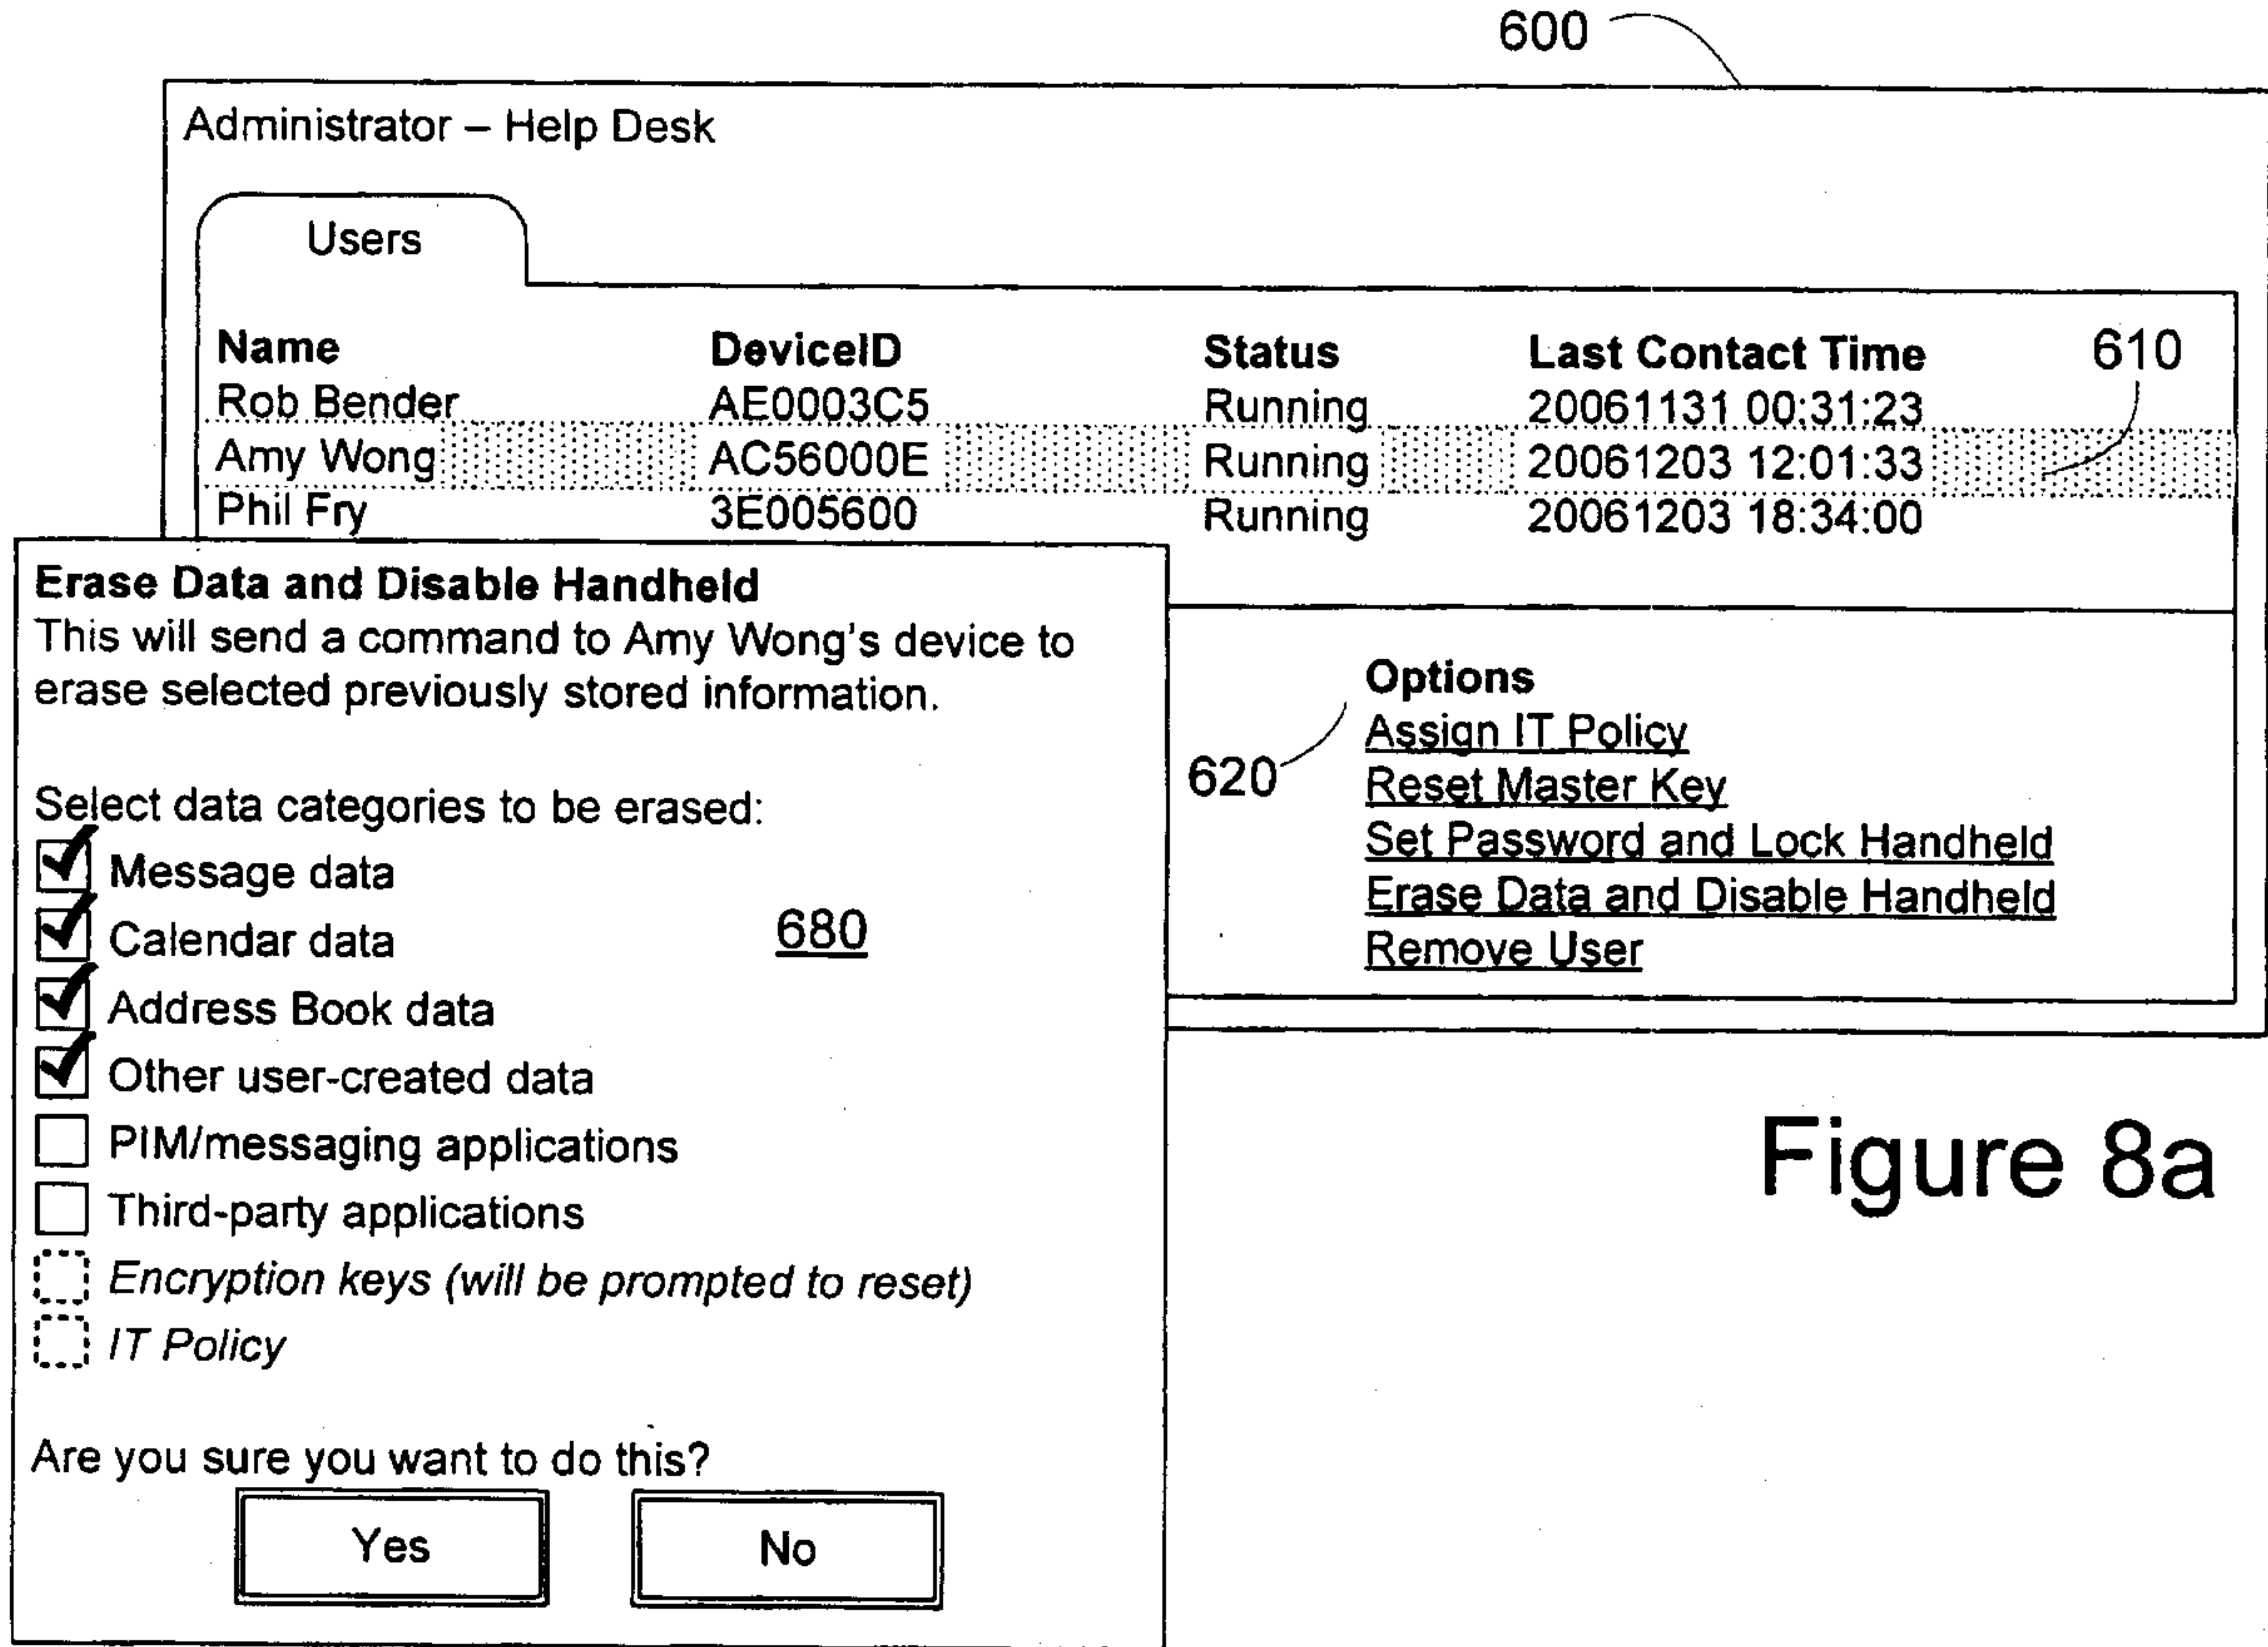 600
Administrator – Help Desk
Users
Name DeviceID Status Last Contact Time 610
Rob Bender AE0003C5 Running 20061131 00:31:23
Amy Wong AC56000E Running 20061203 12:01:33
Phil Fry 3E005600 Running 20061203 18:34:00
Erase Data and Disable Handheld
This will send a command to Amy Wong's device to
erase selected previously stored information.
Select data categories to be erased:
Message data
Calendar data
680
Address Book data
Other user-created data
PIM/messaging applications
Third-party applications
Encryption keys (will be prompted to reset)
IT Policy
Are you sure you want to do this?
Yes No
620
Options
Assign IT Policy
Reset Master Key
Set Password and Lock Handheld
Erase Data and Disable Handheld
Remove User
Figure 8a